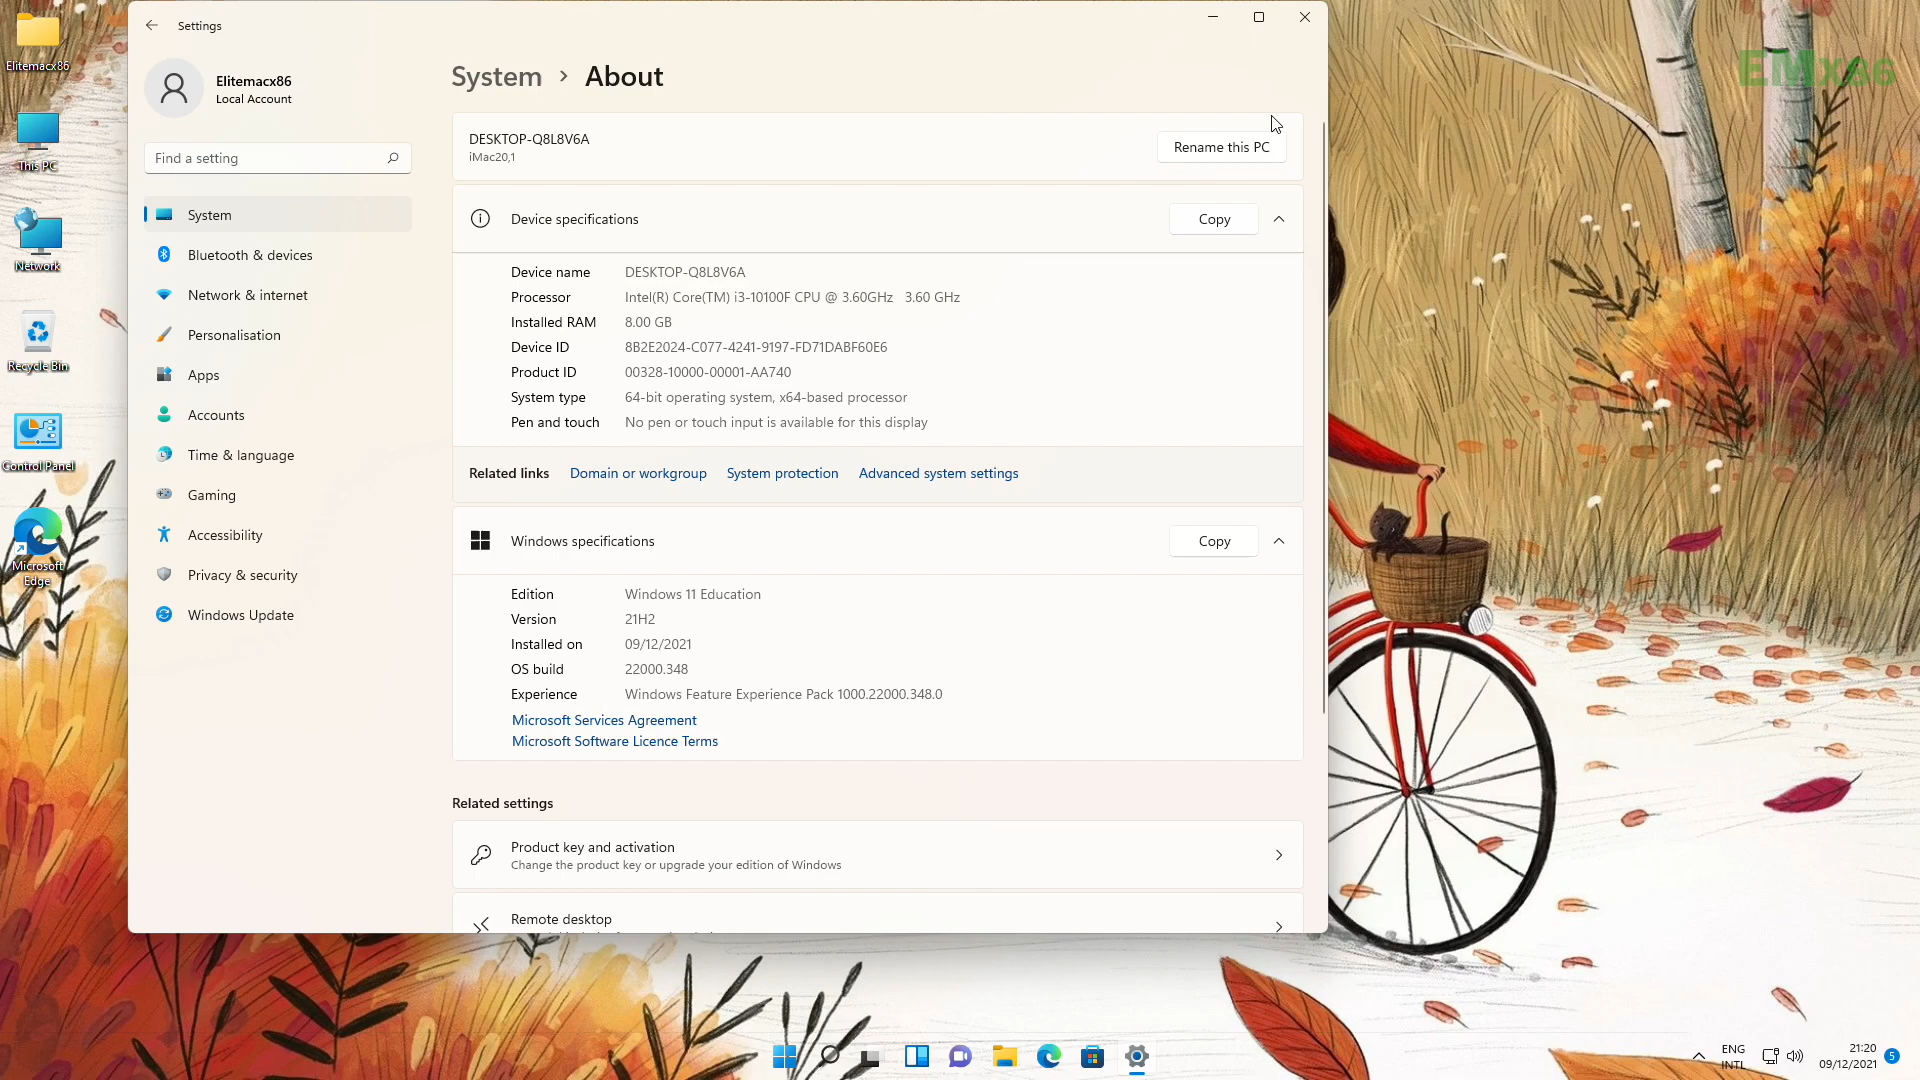 Settings
Elitemacx86
Local Account
Find a setting
System
Bluetooth & devices
Network & internet
Personalisation
Apps
Accounts
Time & language
Gaming
Accessibility
Privacy & security
Windows Update
System > About
DESKTOP-Q8L8V6A
iMac20,1
Rename this PC
Device specifications
Copy
Device name DESKTOP-Q8L8V6A
Processor Intel(R) Core(TM) i3-10100F CPU @ 3.60GHz 3.60 GHz
Installed RAM 8.00 GB
Device ID 8B2E2024-C077-4241-9197-FD71DABF60E6
Product ID 00328-10000-00001-AA740
System type 64-bit operating system, x64-based processor
Pen and touch No pen or touch input is available for this display
Related links Domain or workgroup System protection Advanced system settings
Windows specifications
Copy
Edition Windows 11 Education
Version 21H2
Installed on 09/12/2021
OS build 22000.348
Experience Windows Feature Experience Pack 1000.22000.348.0
Microsoft Services Agreement
Microsoft Software Licence Terms
Related settings
Product key and activation
Change the product key or upgrade your edition of Windows
Remote desktop
Elitemacx86
This PC
Network
Recycle Bin
Control Panel
Microsoft
Edge
EMx86
ENG
INTL
21:20
09/12/2021
5